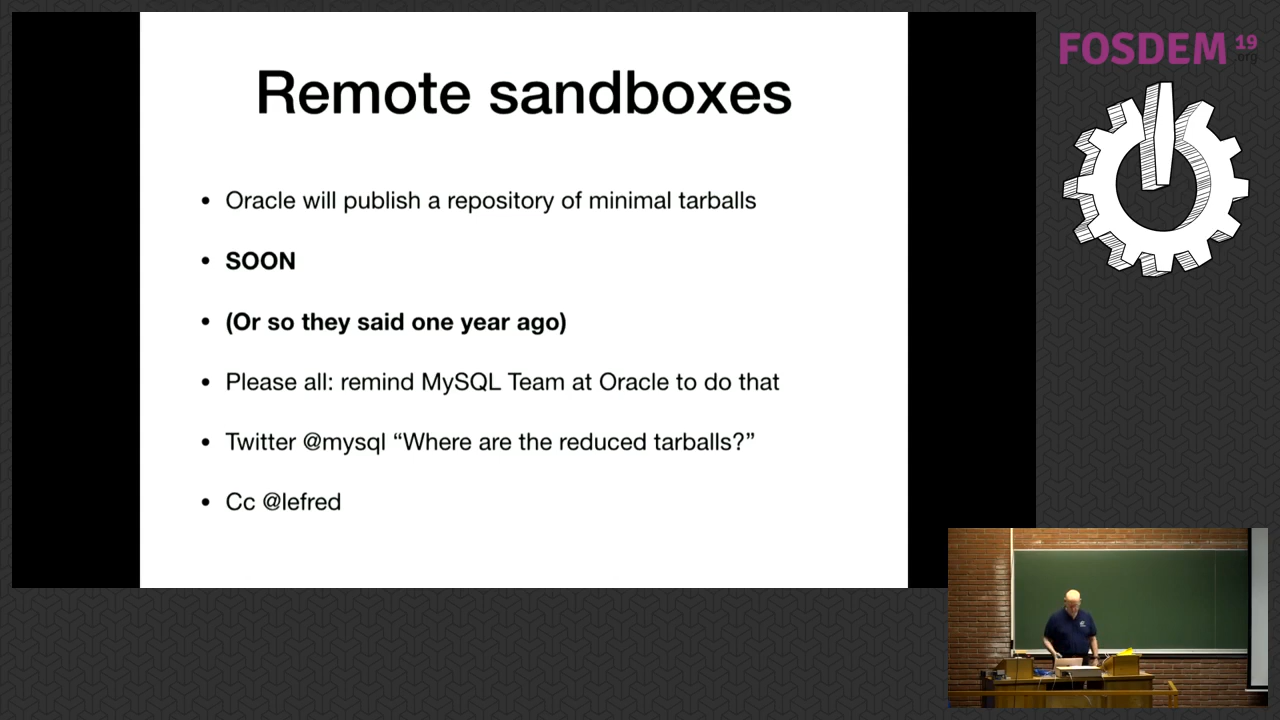 Remote sandboxes
• Oracle will publish a repository of minimal tarballs
• SOON
• (Or so they said one year ago)
• Please all: remind MySQL Team at Oracle to do that
• Twitter @mysql “Where are the reduced tarballs?”
• Cc @lefred
FOSDEM 19
.org